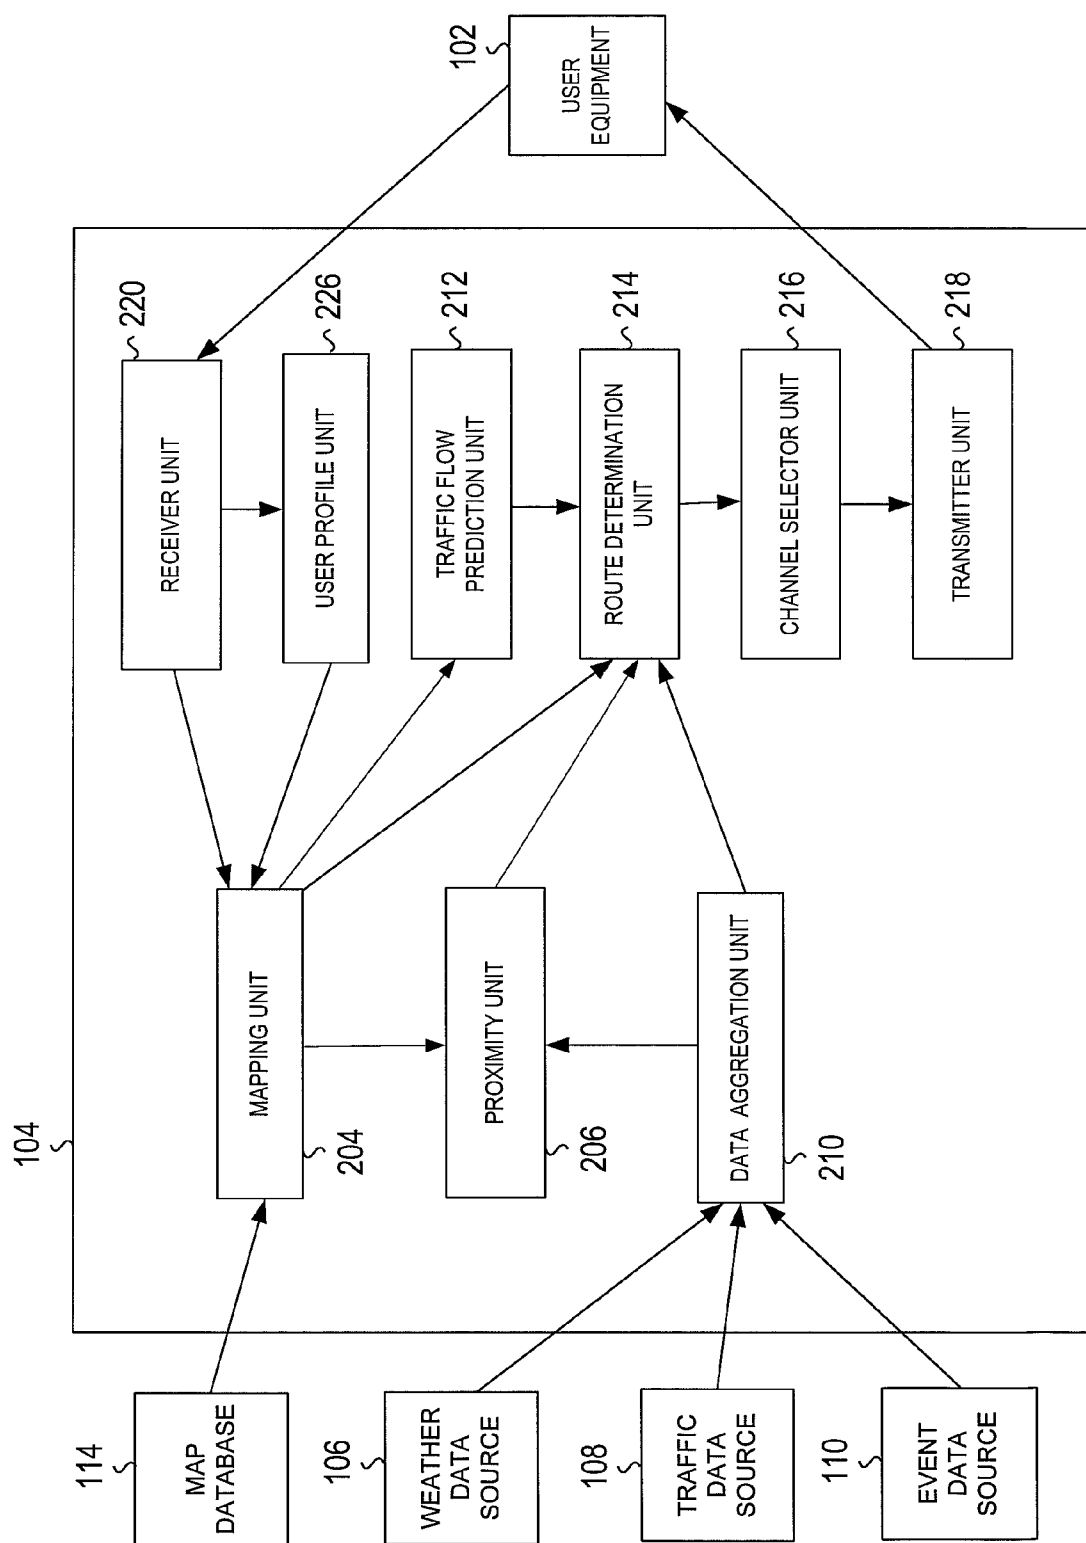 114
MAP
DATABASE
106
WEATHER
DATA
SOURCE
108
TRAFFIC
DATA
SOURCE
110
EVENT
DATA
SOURCE
104
MAPPING UNIT
204
PROXIMITY UNIT
206
DATA AGGREGATION UNIT
210
RECEIVER UNIT
220
USER PROFILE UNIT
226
TRAFFIC FLOW
PREDICTION UNIT
212
ROUTE DETERMINATION
UNIT
214
CHANNEL SELECTOR UNIT
216
TRANSMITTER UNIT
218
102
USER
EQUIPMENT